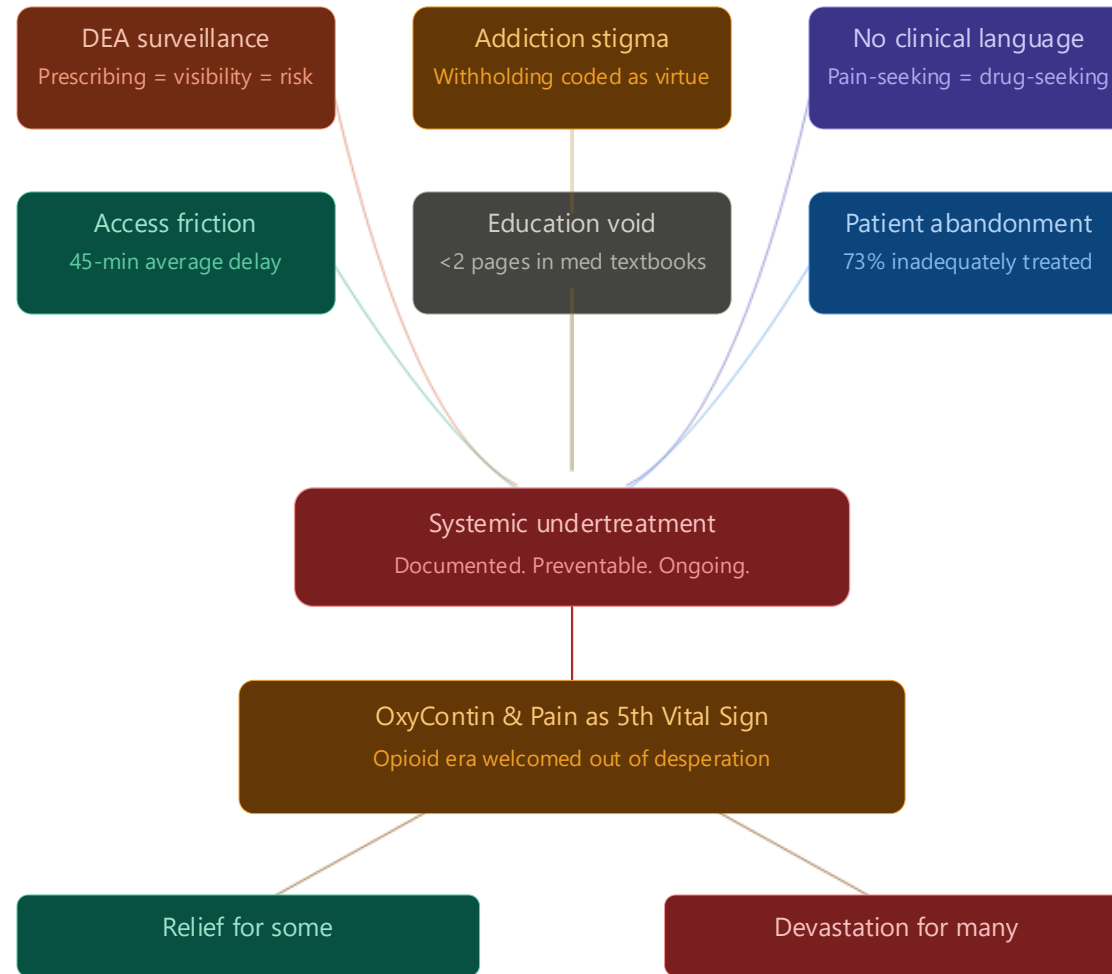 DEA surveillance
Prescribing = visibility = risk
Addiction stigma
Withholding coded as virtue
No clinical language
Pain-seeking = drug-seeking
Access friction
45-min average delay
Education void
<2 pages in med textbooks
Patient abandonment
73% inadequately treated
Systemic undertreatment
Documented. Preventable. Ongoing.
OxyContin & Pain as 5th Vital Sign
Opioid era welcomed out of desperation
Relief for some
Devastation for many